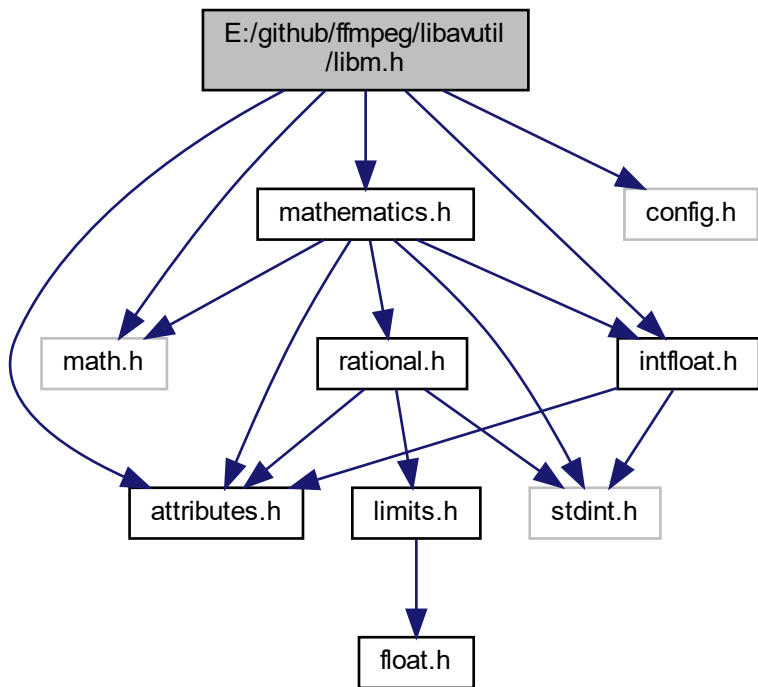 E:/github/ffmpeg/libavutil
/libm.h
mathematics.h
config.h
math.h
rational.h
intfloat.h
attributes.h
limits.h
stdint.h
float.h